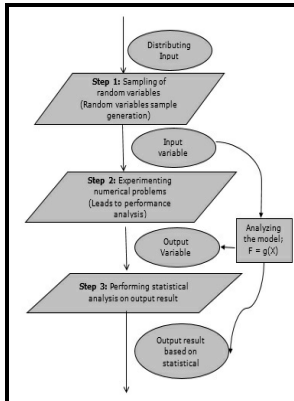 Distributing
Input
Step 1: Sampling of
random variables
(Random variables sample
generation)
Input
variable
Step 2: Experimenting
numerical problems
(Leads to performance
analysis)
Output
Variable
Analyzing
the model;
F = g(X)
Step 3: Performing statistical
analysis on output result
Output result
based on
statistical